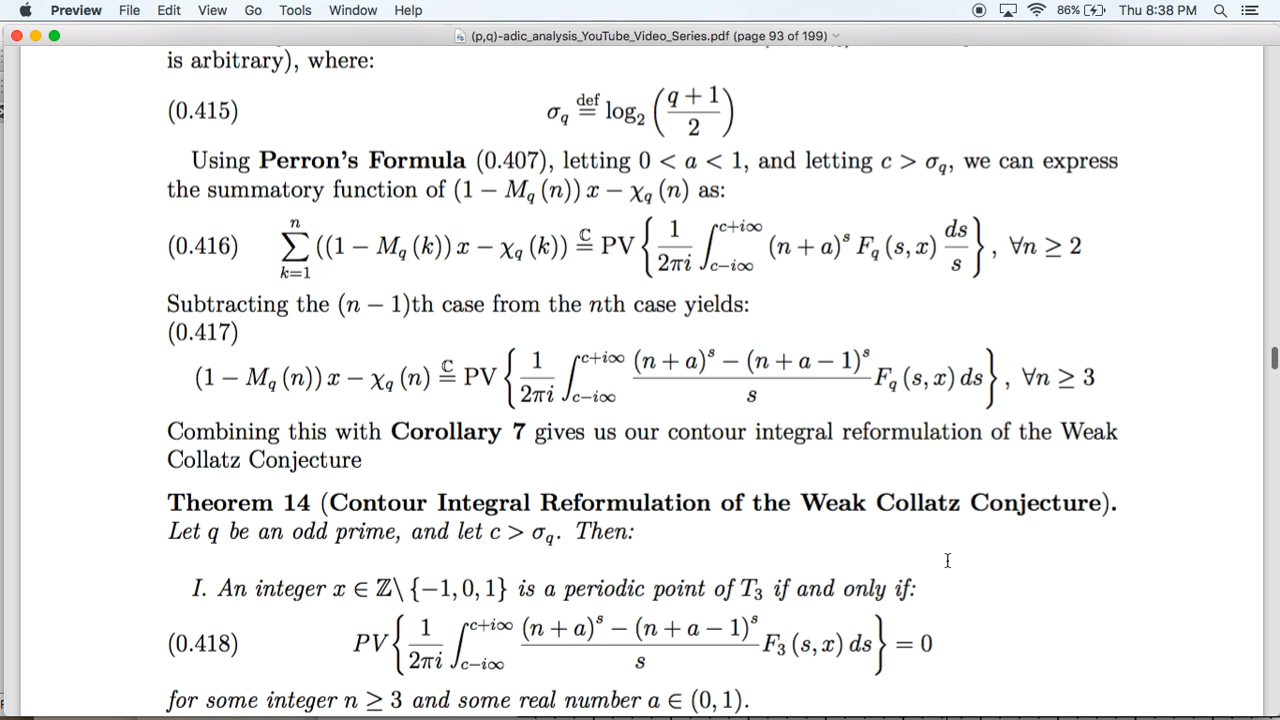 Preview File Edit View Go Tools Window Help 86% Thu 8:38 PM
(p,q)-adic_analysis_YouTube_Video_Series.pdf (page 93 of 199)
is arbitrary), where:
(0.415) σ_q ≝ log₂ ((q + 1)/2)
Using Perron's Formula (0.407), letting 0 < a < 1, and letting c > σ_q, we can express
the summatory function of (1 − M_q (n)) x − χ_q (n) as:
(0.416) ∑_{k=1}^{n} ((1 − M_q (k)) x − χ_q (k)) \overset{ℂ}{=} PV { 1/(2πi) ∫_{c−i∞}^{c+i∞} (n + a)^s F_q (s, x) ds/s }, ∀n ≥ 2
Subtracting the (n − 1)th case from the nth case yields:
(0.417)
(1 − M_q (n)) x − χ_q (n) \overset{ℂ}{=} PV { 1/(2πi) ∫_{c−i∞}^{c+i∞} ((n + a)^s − (n + a − 1)^s)/s F_q (s, x) ds }, ∀n ≥ 3
Combining this with Corollary 7 gives us our contour integral reformulation of the Weak
Collatz Conjecture
Theorem 14 (Contour Integral Reformulation of the Weak Collatz Conjecture).
Let q be an odd prime, and let c > σ_q. Then:
I. An integer x ∈ ℤ\ {−1, 0, 1} is a periodic point of T₃ if and only if:
(0.418) PV { 1/(2πi) ∫_{c−i∞}^{c+i∞} ((n + a)^s − (n + a − 1)^s)/s F₃ (s, x) ds } = 0
for some integer n ≥ 3 and some real number a ∈ (0, 1).